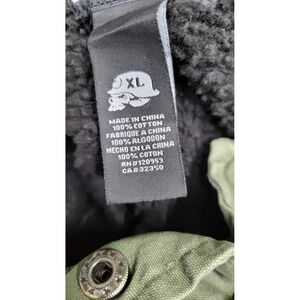 XL
MADE IN CHINA
100% COTTON
FABRIQUE A CHINA
100% ALGODON
HECHO EN LA CHINA
100% COTON
RN#120953
CA#32350